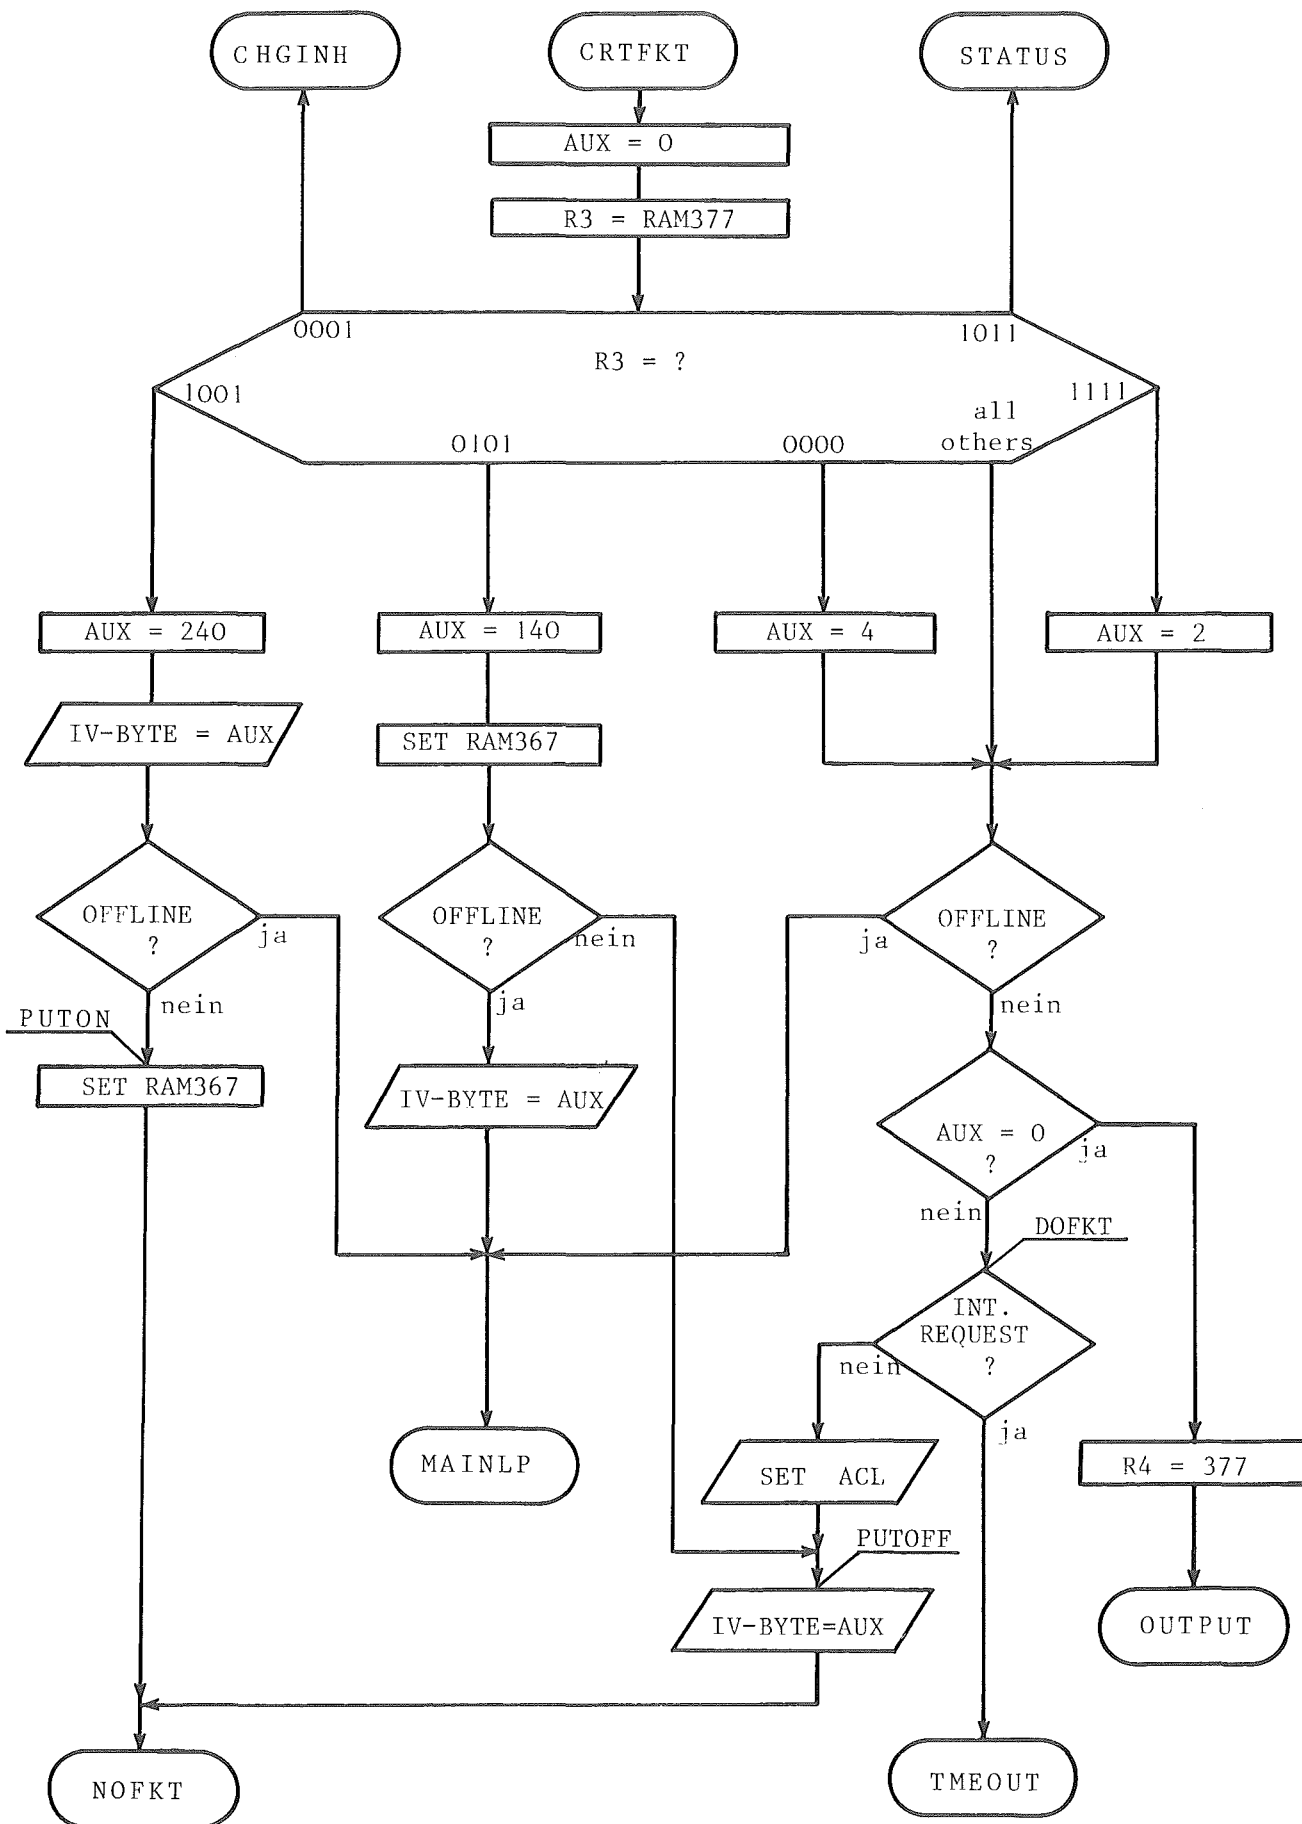 CHGINH
CRTFKT
STATUS
AUX = 0
R3 = RAM377
0001
1011
R3 = ?
1001
1111
all
others
0101
0000
AUX = 240
AUX = 140
AUX = 4
AUX = 2
IV-BYTE = AUX
SET RAM367
OFFLINE
?
ja
nein
OFFLINE
?
nein
ja
OFFLINE
?
ja
nein
PUTON
SET RAM367
IV-BYTE = AUX
AUX = 0
?
ja
nein
DOFKT
INT.
REQUEST
?
nein
ja
MAINLP
SET ACL
R4 = 377
PUTOFF
IV-BYTE=AUX
OUTPUT
NOFKT
TMEOUT